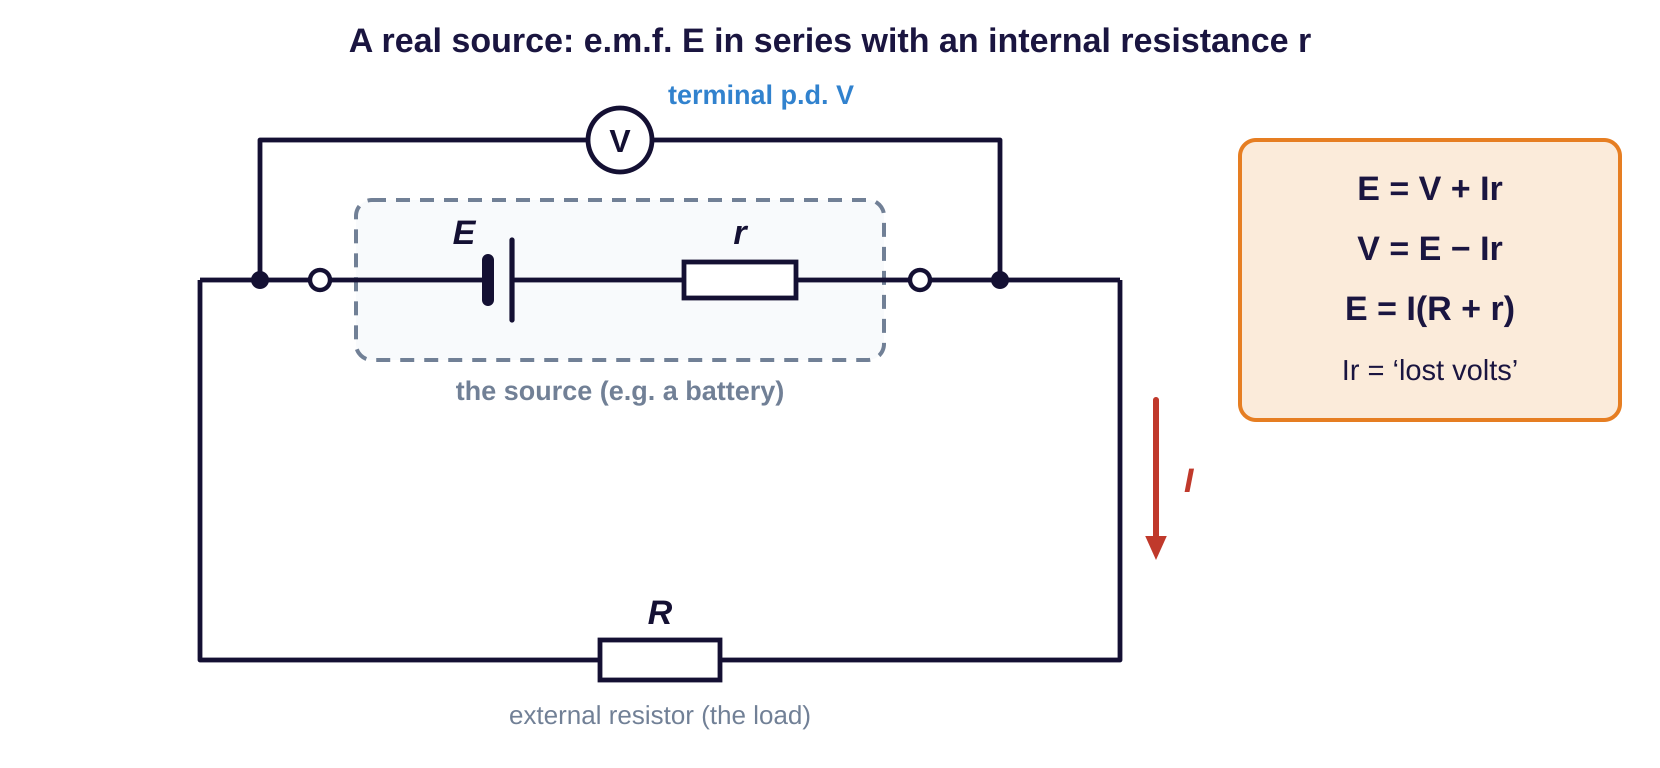 A real source: e.m.f. E in series with an internal resistance r
terminal p.d. V
V
E
r
the source (e.g. a battery)
E = V + Ir
V = E − Ir
E = I(R + r)
Ir = ‘lost volts’
I
R
external resistor (the load)